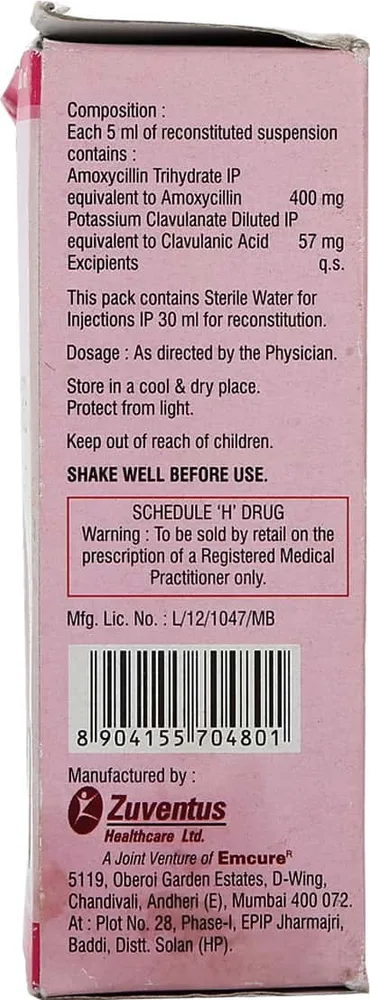 Composition :
Each 5 ml of reconstituted suspension
contains :
Amoxycillin Trihydrate IP
equivalent to Amoxycillin 400 mg
Potassium Clavulanate Diluted IP
equivalent to Clavulanic Acid 57 mg
Excipients q.s.
This pack contains Sterile Water for
Injections IP 30 ml for reconstitution.
Dosage : As directed by the Physician.
Store in a cool & dry place.
Protect from light.
Keep out of reach of children.
SHAKE WELL BEFORE USE.
SCHEDULE 'H' DRUG
Warning : To be sold by retail on the
prescription of a Registered Medical
Practitioner only.
Mfg. Lic. No. : L/12/1047/MB
8 904155 704801
Manufactured by :
Zuventus
Healthcare Ltd.
A Joint Venture of EmcureR
5119, Oberoi Garden Estates, D-Wing,
Chandivali, Andheri (E), Mumbai 400 072.
At : Plot No. 28, Phase-I, EPIP Jharmajri,
Baddi, Distt. Solan (HP).